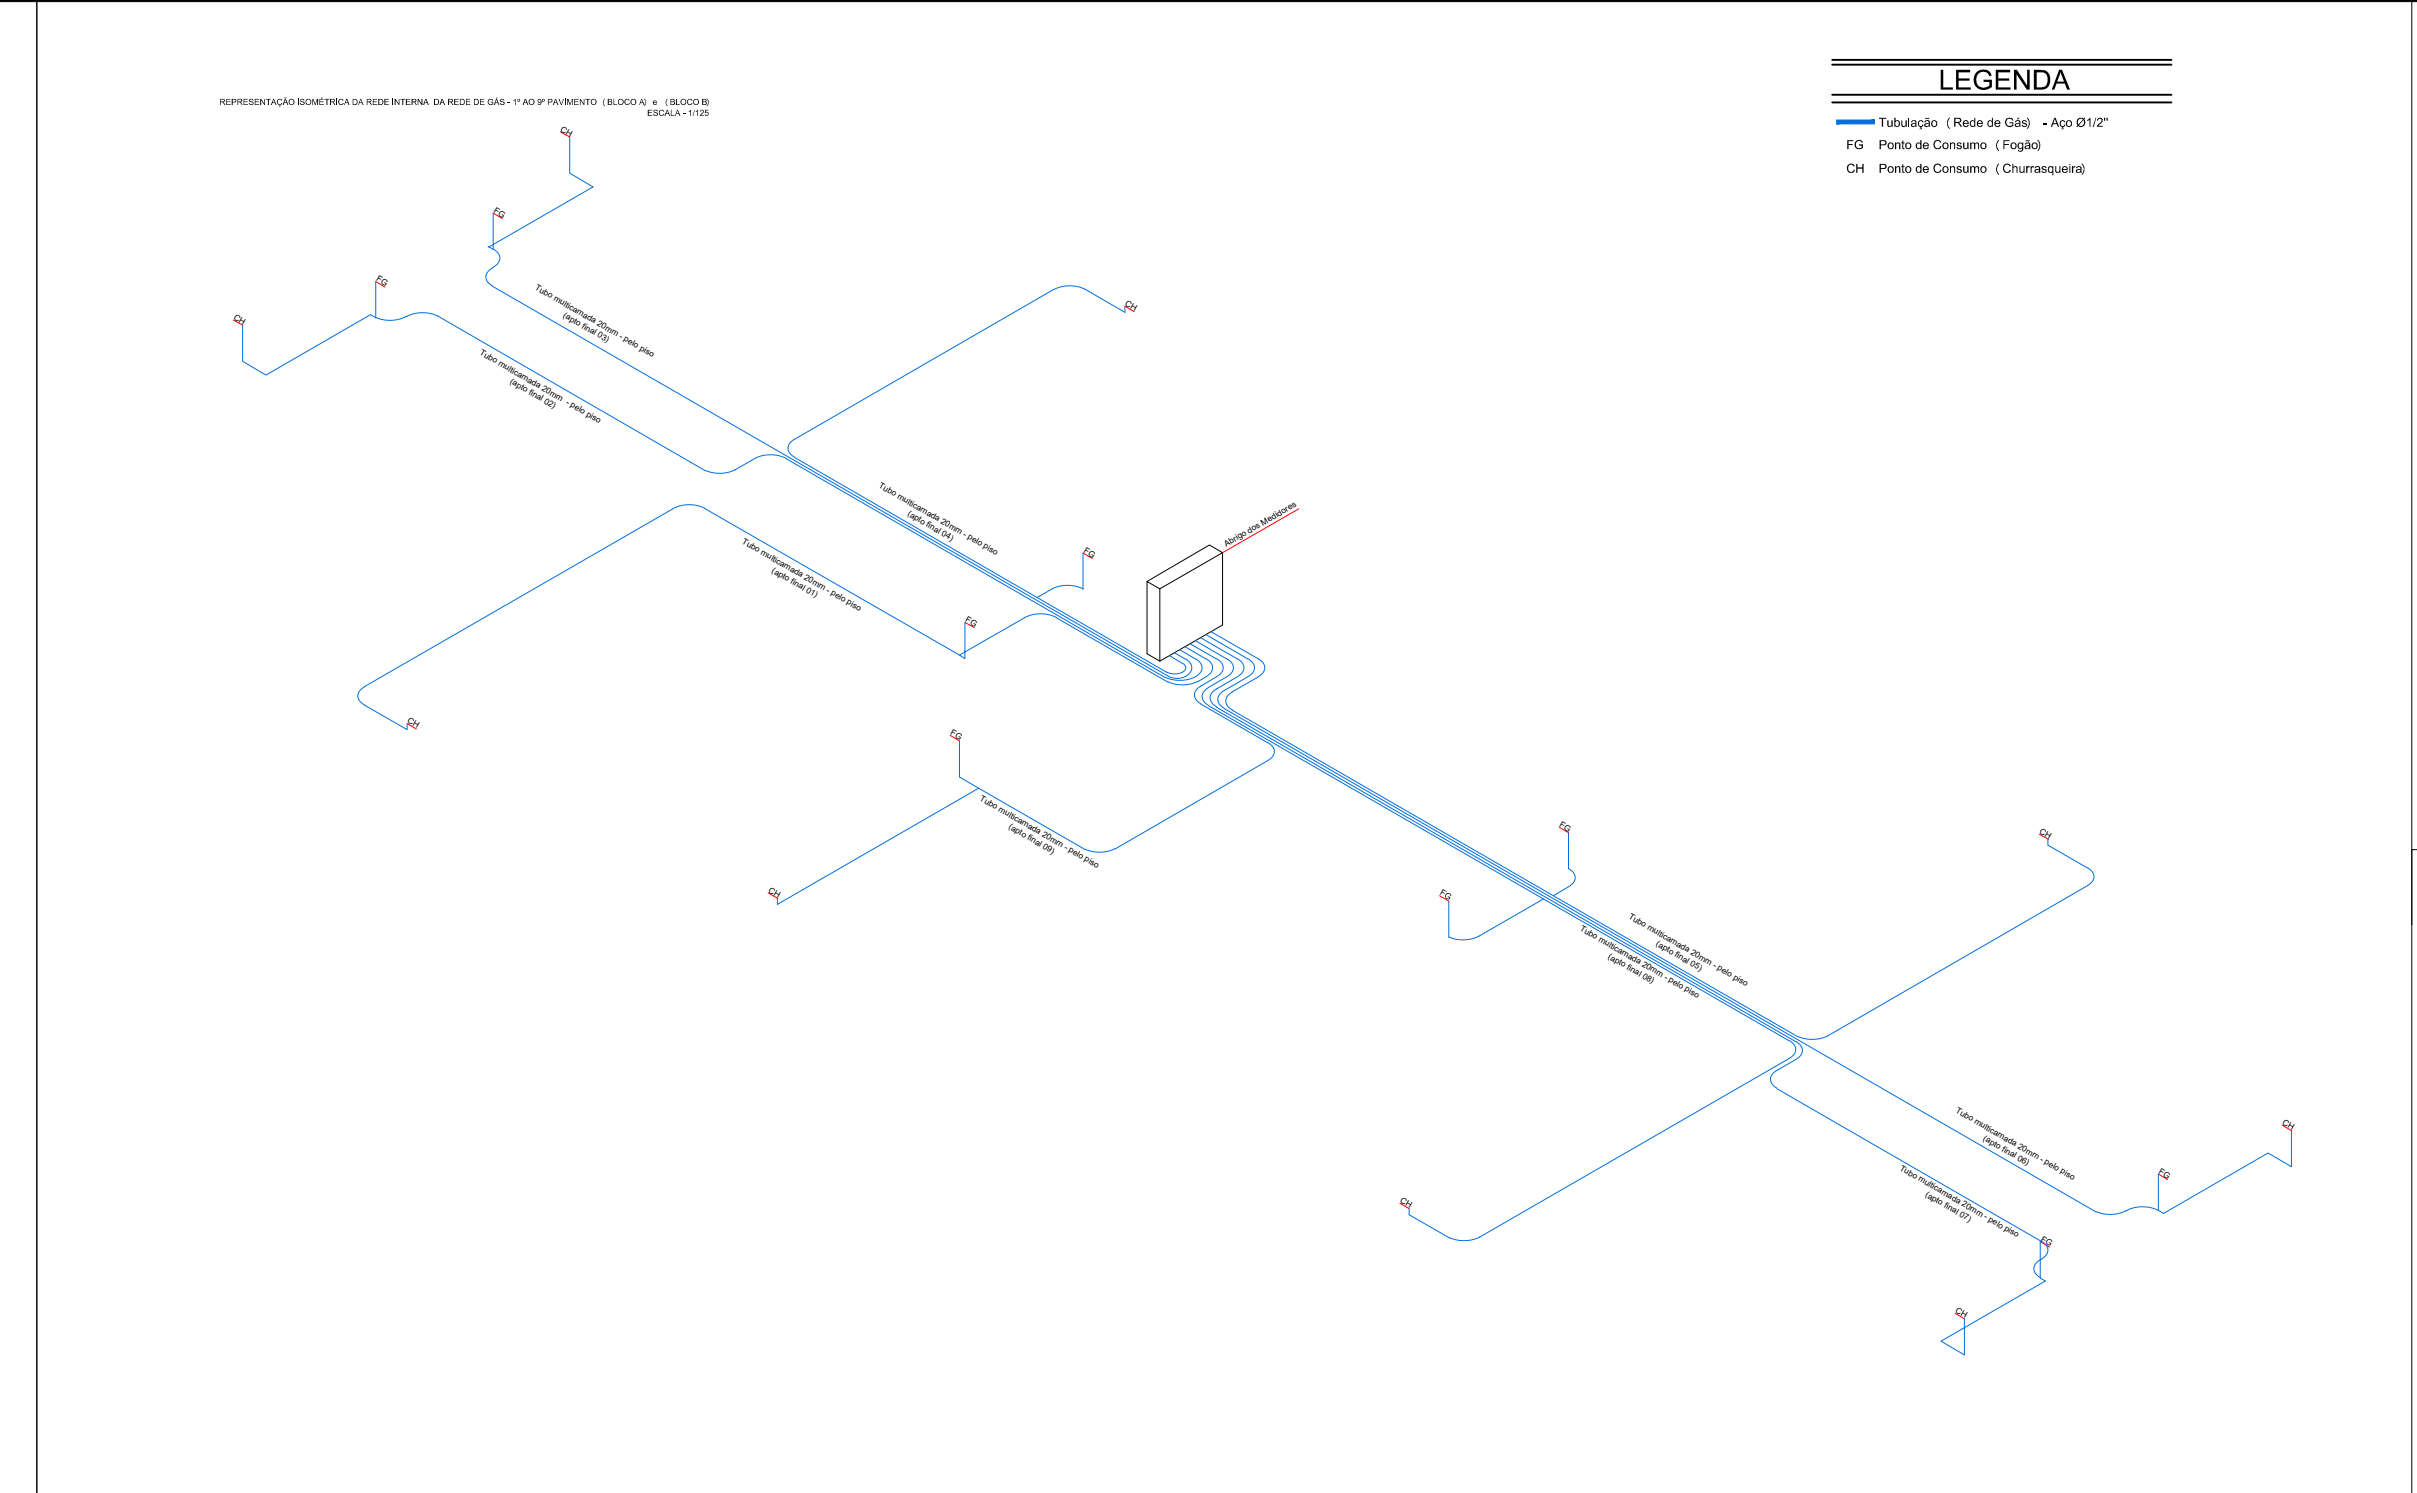 REPRESENTAÇÃO ISOMÉTRICA DA REDE INTERNA DA REDE DE GÁS - 1º AO 9º PAVIMENTO ( BLOCO A) e ( BLOCO B)
ESCALA - 1/125
LEGENDA
Tubulação ( Rede de Gás) - Aço Ø1/2"
FG Ponto de Consumo ( Fogão)
CH Ponto de Consumo ( Churrasqueira)
CH
FG
FG
CH
Tubo multicamada 20mm - pelo piso
(apto final 03)
CH
Tubo multicamada 20mm - pelo piso
(apto final 02)
Tubo multicamada 20mm - pelo piso
(apto final 04)
Abrigo dos Medidores
Tubo multicamada 20mm - pelo piso
(apto final 01)
FG
FG
CH
FG
Tubo multicamada 20mm - pelo piso
(apto final 09)
CH
FG
CH
FG
Tubo multicamada 20mm - pelo piso
(apto final 05)
Tubo multicamada 20mm - pelo piso
(apto final 08)
Tubo multicamada 20mm - pelo piso
(apto final 06)
CH
FG
Tubo multicamada 20mm - pelo piso
(apto final 07)
CH
FG
CH